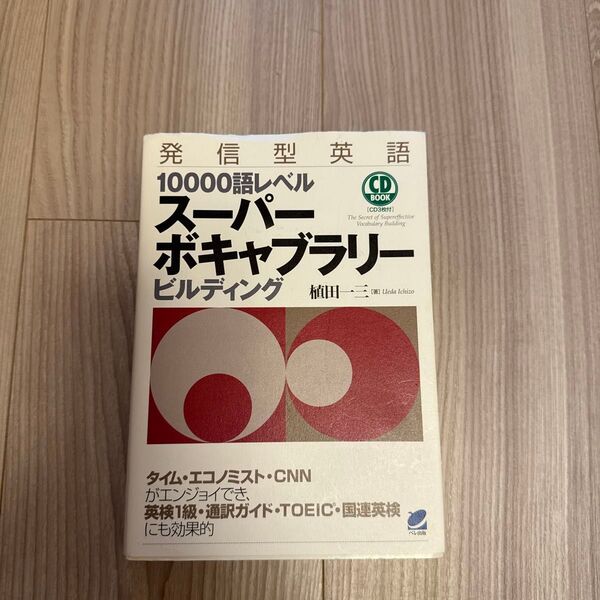 発信型英語
10000語レベル
CD
BOOK
[CD3枚付]
スーパー
The Secret of Supereffective
Vocabulary Building
ボキャブラリー
ビルディング
植田一三[著] Ueda Ichizo
タイム・エコノミスト・CNN
がエンジョイでき、
英検1級・通訳ガイド・TOEIC・国連英検
にも効果的
ベレ出版